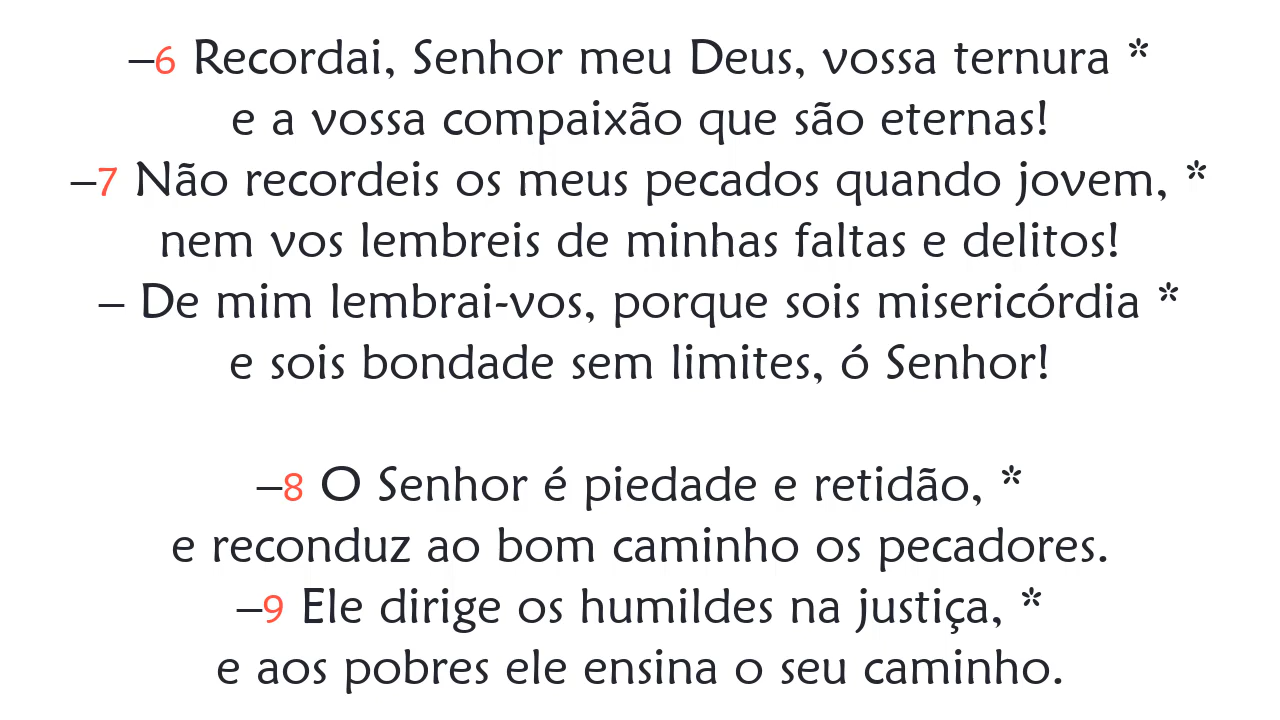 –6 Recordai, Senhor meu Deus, vossa ternura *
e a vossa compaixão que são eternas!
–7 Não recordeis os meus pecados quando jovem, *
nem vos lembreis de minhas faltas e delitos!
– De mim lembrai-vos, porque sois misericórdia *
e sois bondade sem limites, ó Senhor!
–8 O Senhor é piedade e retidão, *
e reconduz ao bom caminho os pecadores.
–9 Ele dirige os humildes na justiça, *
e aos pobres ele ensina o seu caminho.